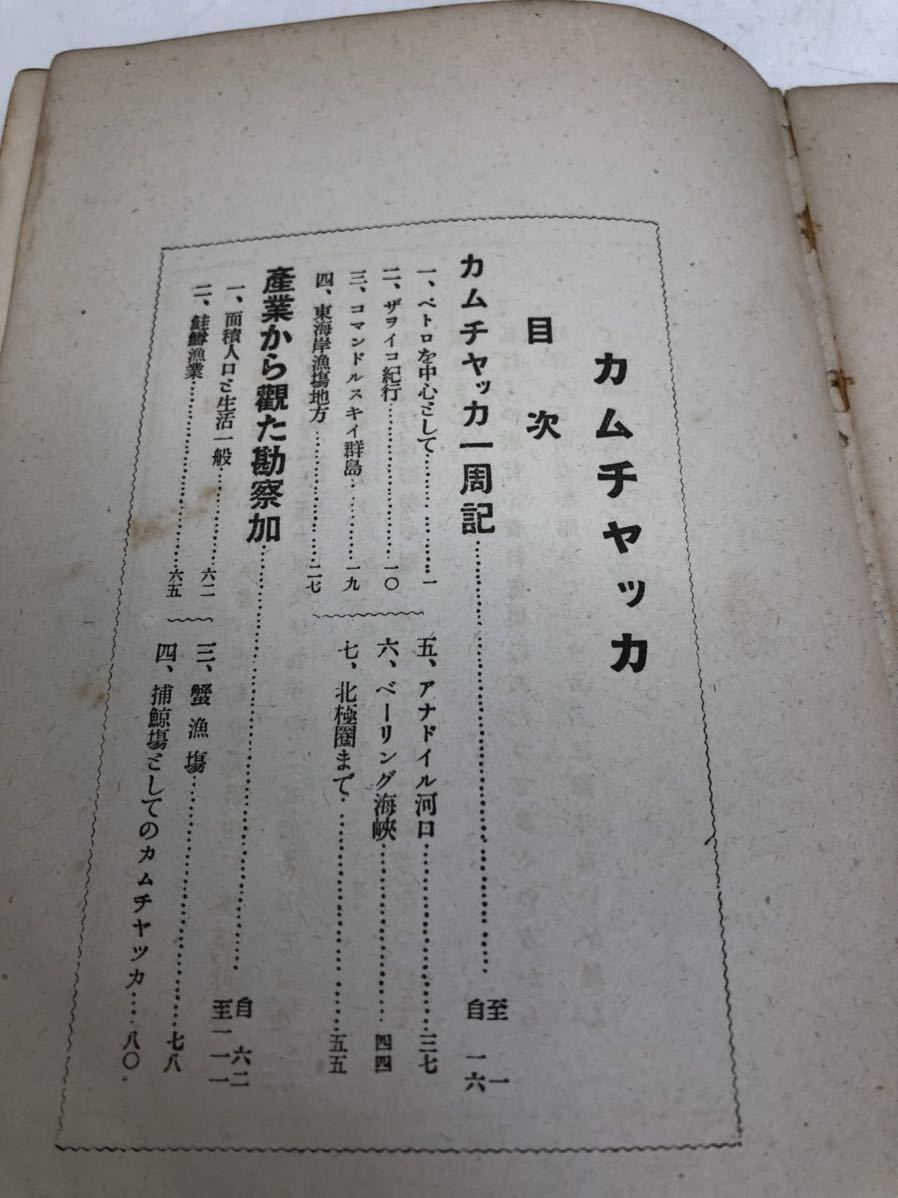 カムチャッカ
目次
カムチヤッカ一周記……………………至一
自一六
一、ペトロを中心として…………一
二、ザヲイコ紀行…………一〇
三、コマンドルスキイ群島…………一九
四、東海岸漁場地方…………二七
五、アナドイル河口…………三七
六、ベーリング海峽…………四四
七、北極圈まで…………五五
產業から觀た勘察加……………………自六二
至一一一
一、面積人口と生活一般…………六二
二、鮭鱒漁業…………六五
三、蟹漁場…………七八
四、捕鯨場としてのカムチヤツカ……八〇